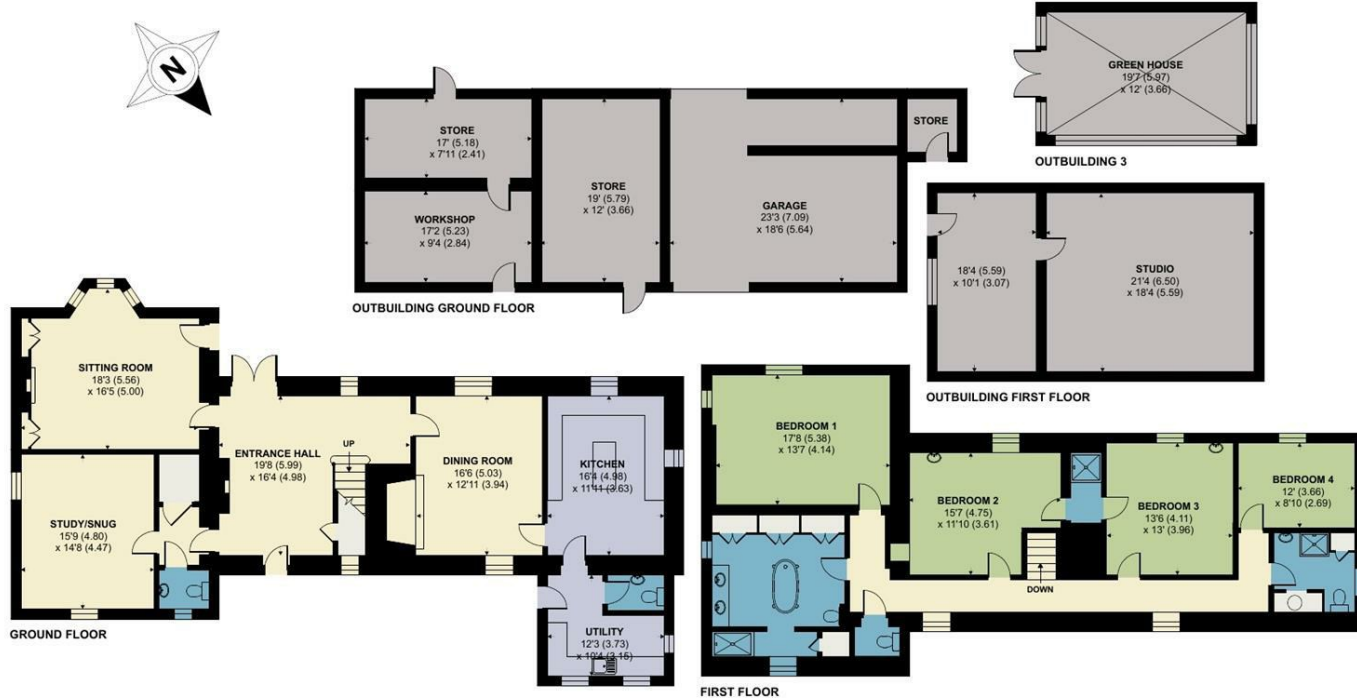 N
STORE
17' (5.18)
x 7'11 (2.41)
WORKSHOP
17'2 (5.23)
x 9'4 (2.84)
STORE
19' (5.79)
x 12' (3.66)
GARAGE
23'3 (7.09)
x 18'6 (5.64)
STORE
OUTBUILDING GROUND FLOOR
GREEN HOUSE
19'7 (5.97)
x 12' (3.66)
OUTBUILDING 3
18'4 (5.59)
x 10'1 (3.07)
STUDIO
21'4 (6.50)
x 18'4 (5.59)
OUTBUILDING FIRST FLOOR
SITTING ROOM
18'3 (5.56)
x 16'5 (5.00)
STUDY/SNUG
15'9 (4.80)
x 14'8 (4.47)
ENTRANCE HALL
19'8 (5.99)
x 16'4 (4.98)
UP
DINING ROOM
16'6 (5.03)
x 12'11 (3.94)
KITCHEN
16'4 (4.98)
x 11'11 (3.63)
UTILITY
12'3 (3.73)
x 10'4 (3.15)
GROUND FLOOR
BEDROOM 1
17'8 (5.38)
x 13'7 (4.14)
BEDROOM 2
15'7 (4.75)
x 11'10 (3.61)
DOWN
BEDROOM 3
13'6 (4.11)
x 13' (3.96)
BEDROOM 4
12' (3.66)
x 8'10 (2.69)
FIRST FLOOR